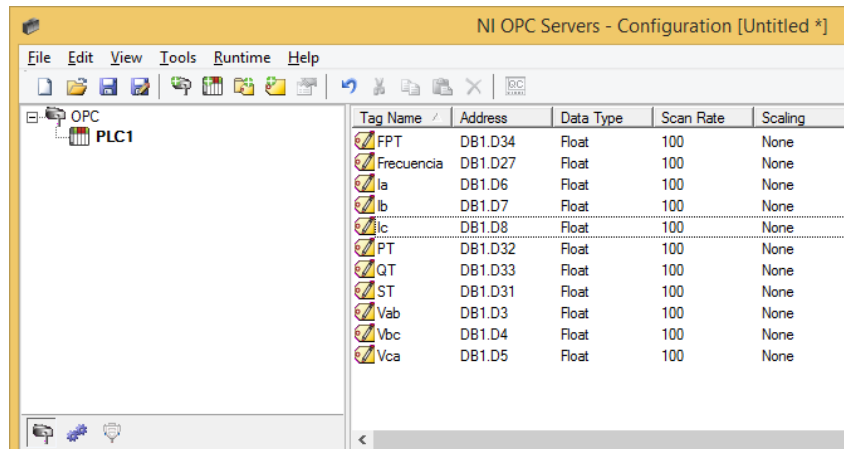 NI OPC Servers - Configuration [Untitled *]
File Edit View Tools Runtime Help
OPC
PLC1
Tag Name Address Data Type Scan Rate Scaling
FPT DB1.D34 Float 100 None
Frecuencia DB1.D27 Float 100 None
Ia DB1.D6 Float 100 None
Ib DB1.D7 Float 100 None
Ic DB1.D8 Float 100 None
PT DB1.D32 Float 100 None
QT DB1.D33 Float 100 None
ST DB1.D31 Float 100 None
Vab DB1.D3 Float 100 None
Vbc DB1.D4 Float 100 None
Vca DB1.D5 Float 100 None